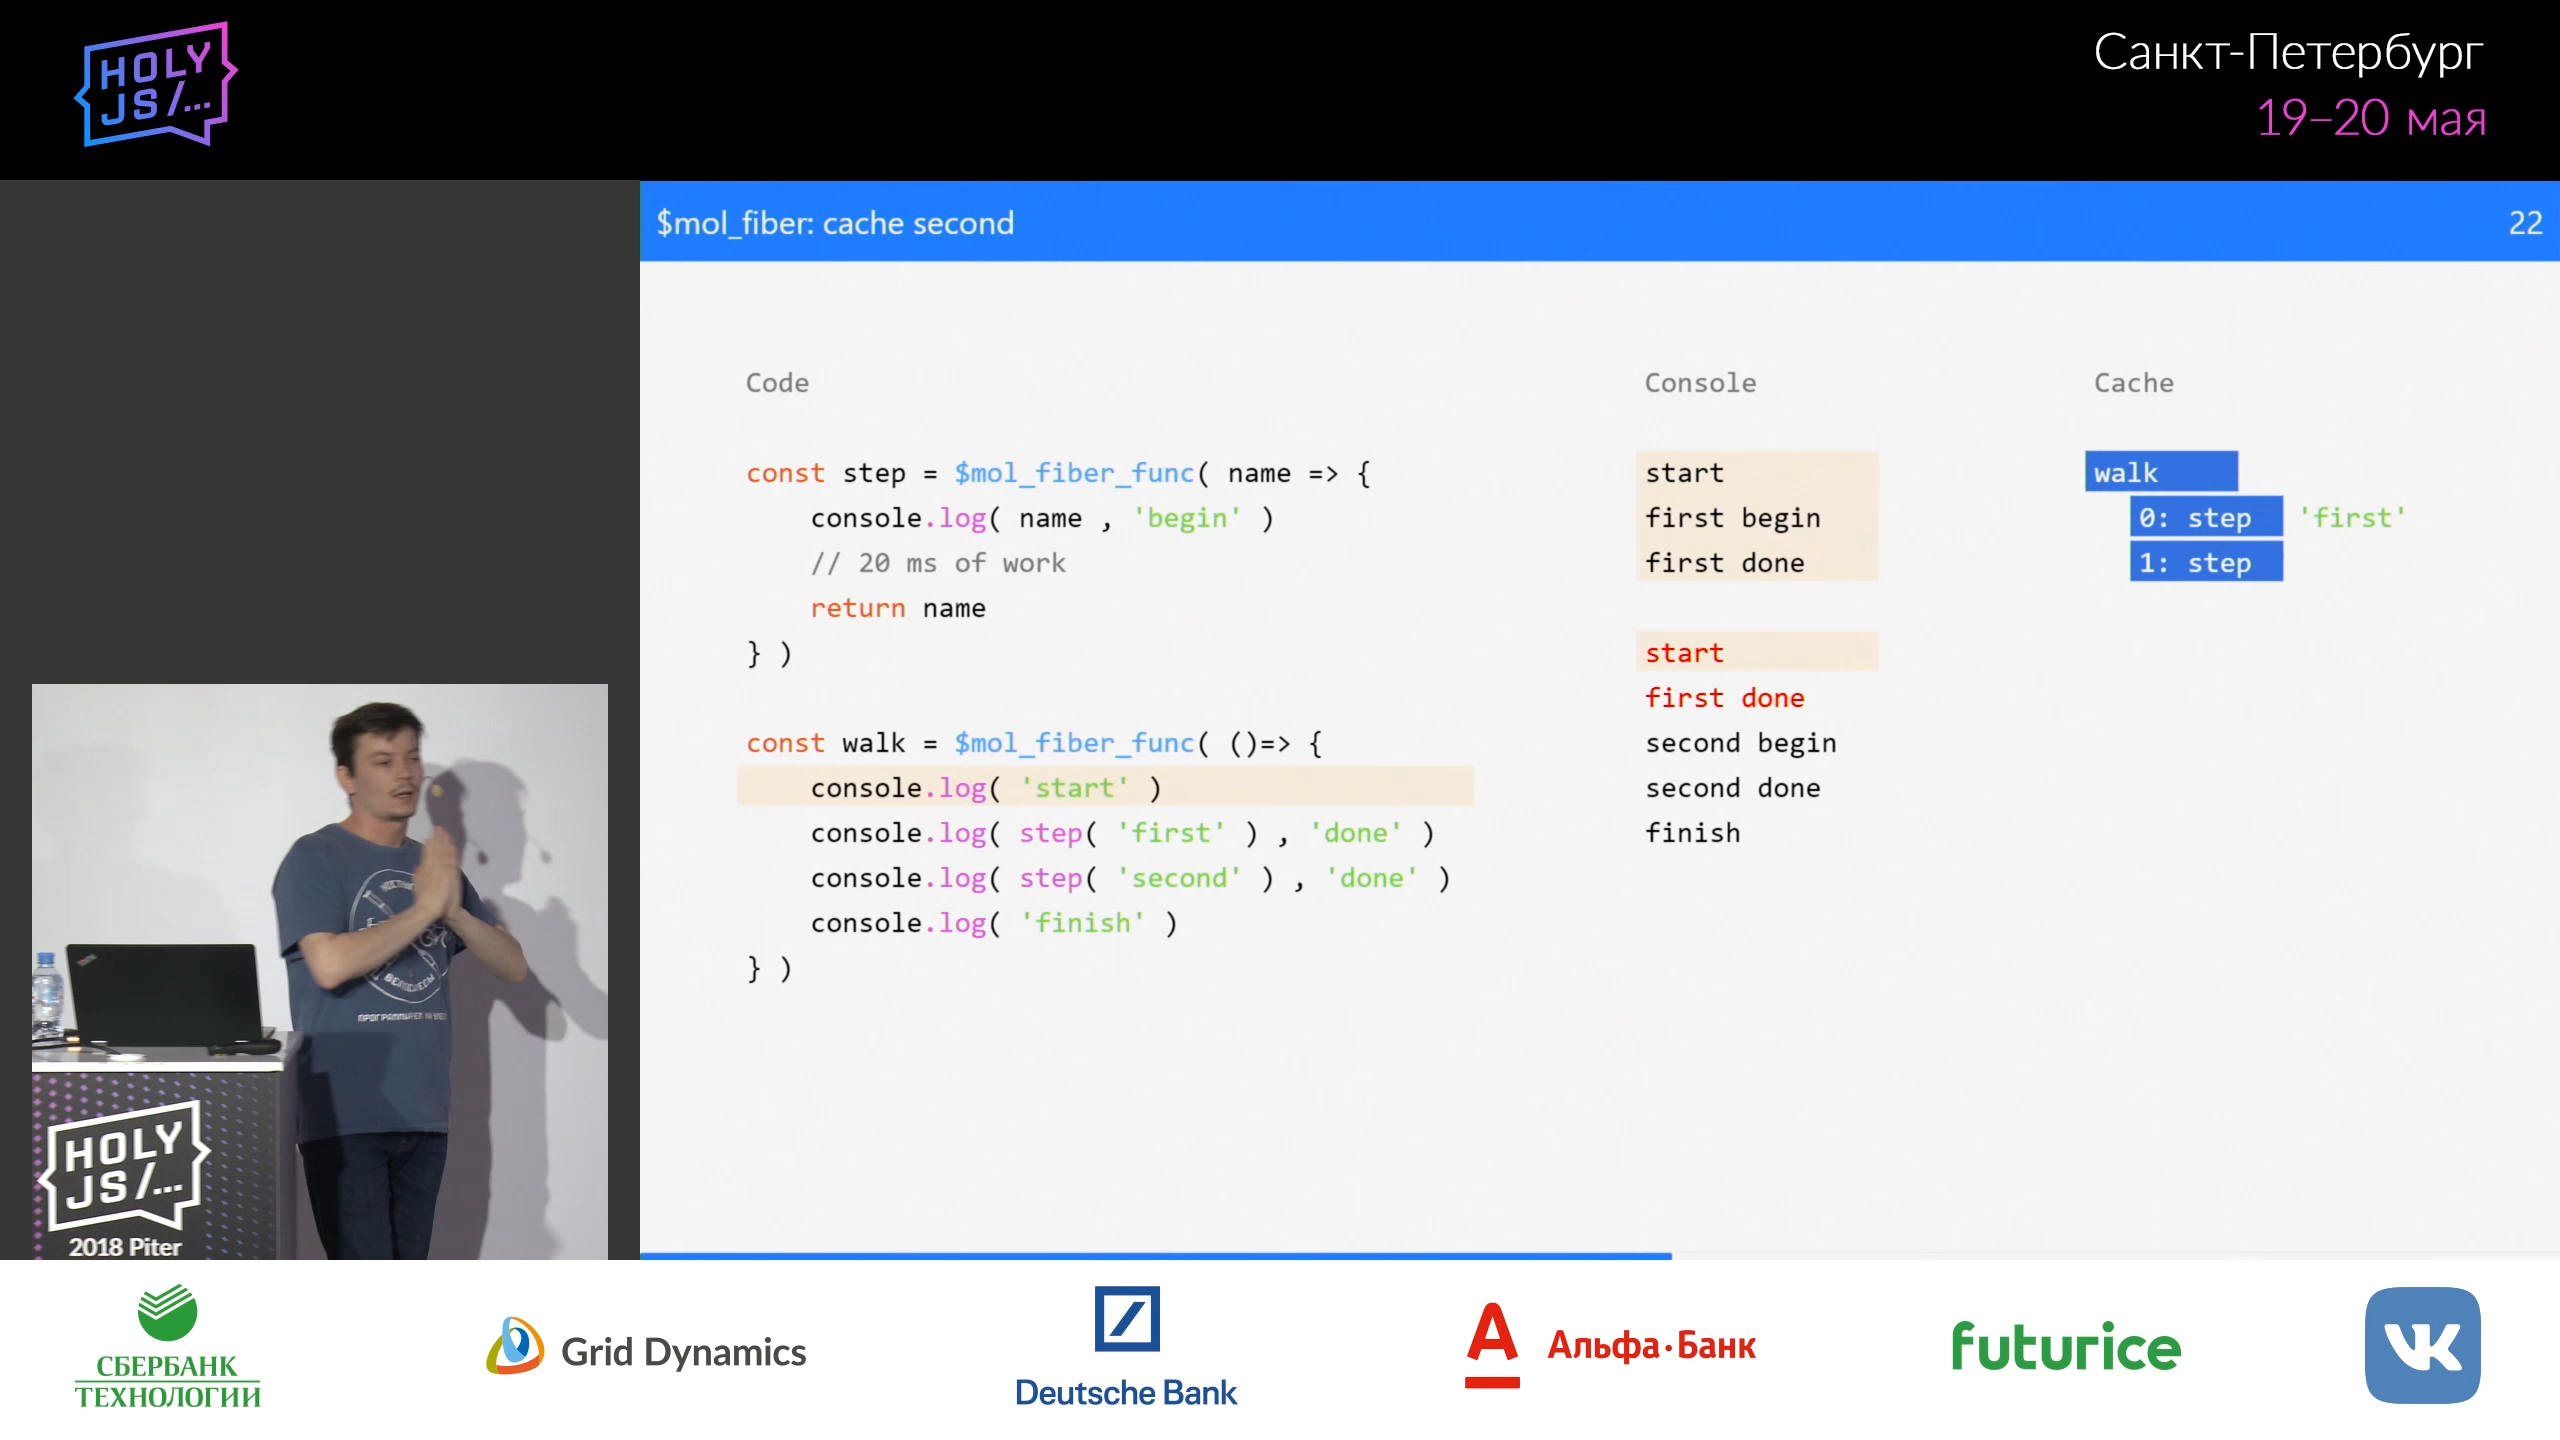 HOLY
JS/...
Санкт-Петербург
19–20 мая
$mol_fiber: cache second
22
Code
Console
Cache
const step = $mol_fiber_func( name => {
    console.log( name , 'begin' )
    // 20 ms of work
    return name
} )
const walk = $mol_fiber_func( ()=> {
    console.log( 'start' )
    console.log( step( 'first' ) , 'done' )
    console.log( step( 'second' ) , 'done' )
    console.log( 'finish' )
} )
start
first begin
first done
start
first done
second begin
second done
finish
walk
0: step 'first'
1: step
HOLY
JS/...
2018 Piter
СБЕРБАНК
ТЕХНОЛОГИИ
Grid Dynamics
Deutsche Bank
А
Альфа·Банк
futurice
VK